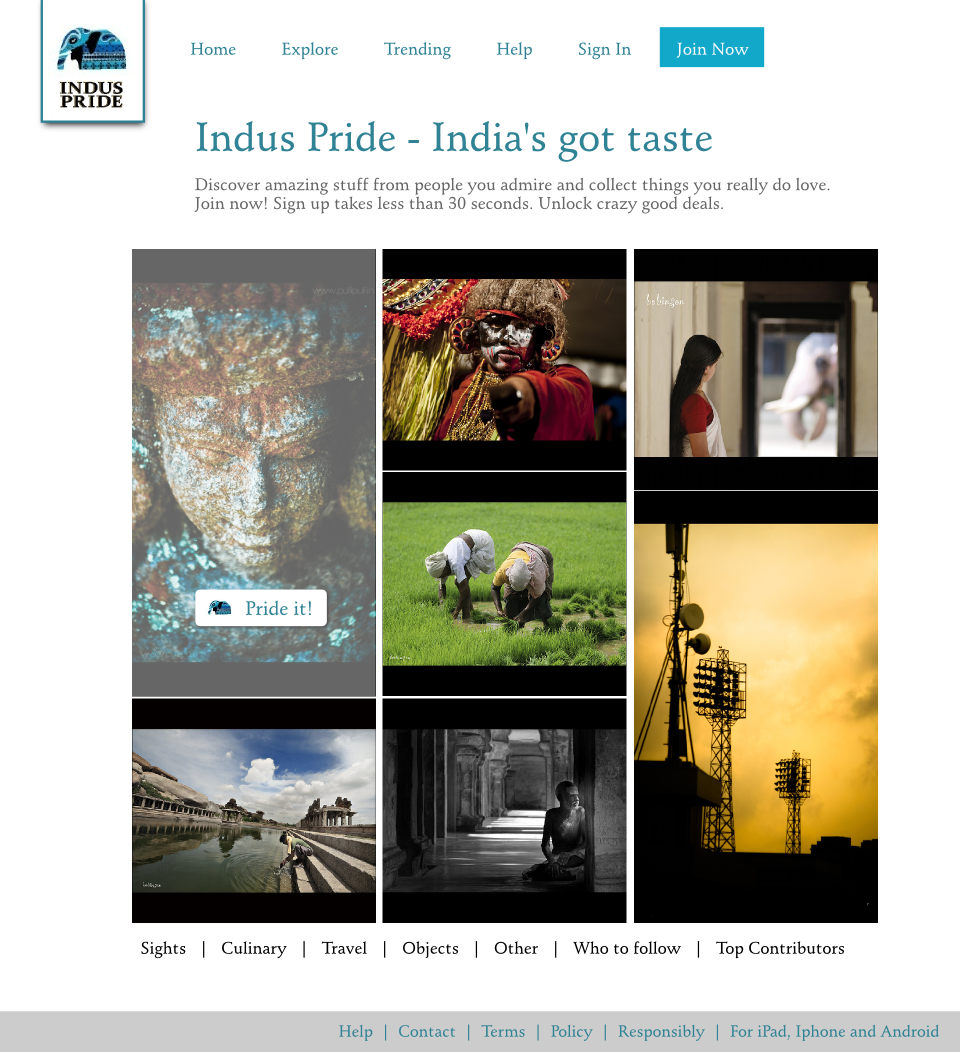 INDUS
PRIDE
Home Explore Trending Help Sign In Join Now
Indus Pride - India's got taste
Discover amazing stuff from people you admire and collect things you really do love.
Join now! Sign up takes less than 30 seconds. Unlock crazy good deals.
Pride it!
Sights | Culinary | Travel | Objects | Other | Who to follow | Top Contributors
Help | Contact | Terms | Policy | Responsibly | For iPad, Iphone and Android